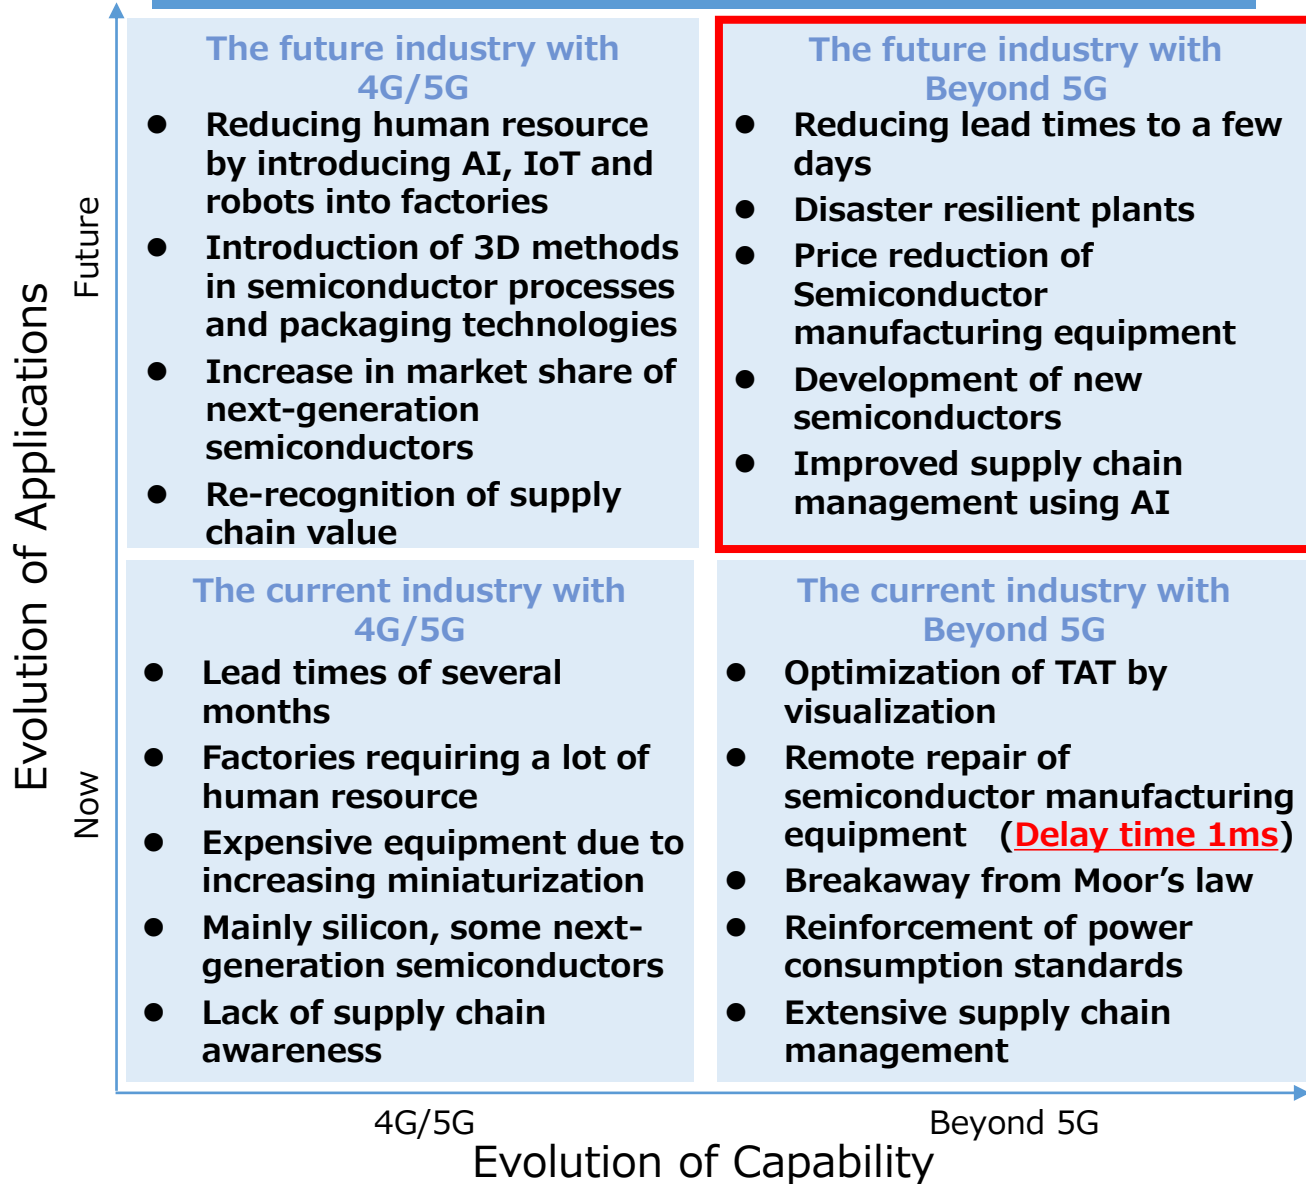 The future industry with
4G/5G
● Reducing human resource
by introducing AI, IoT and
robots into factories
● Introduction of 3D methods
in semiconductor processes
and packaging technologies
● Increase in market share of
next-generation
semiconductors
● Re-recognition of supply
chain value
The future industry with
Beyond 5G
● Reducing lead times to a few
days
● Disaster resilient plants
● Price reduction of
Semiconductor
manufacturing equipment
● Development of new
semiconductors
● Improved supply chain
management using AI
The current industry with
4G/5G
● Lead times of several
months
● Factories requiring a lot of
human resource
● Expensive equipment due to
increasing miniaturization
● Mainly silicon, some next-
generation semiconductors
● Lack of supply chain
awareness
The current industry with
Beyond 5G
● Optimization of TAT by
visualization
● Remote repair of
semiconductor manufacturing
equipment (Delay time 1ms)
● Breakaway from Moor’s law
● Reinforcement of power
consumption standards
● Extensive supply chain
management
Evolution of Applications
Future
Now
4G/5G
Beyond 5G
Evolution of Capability